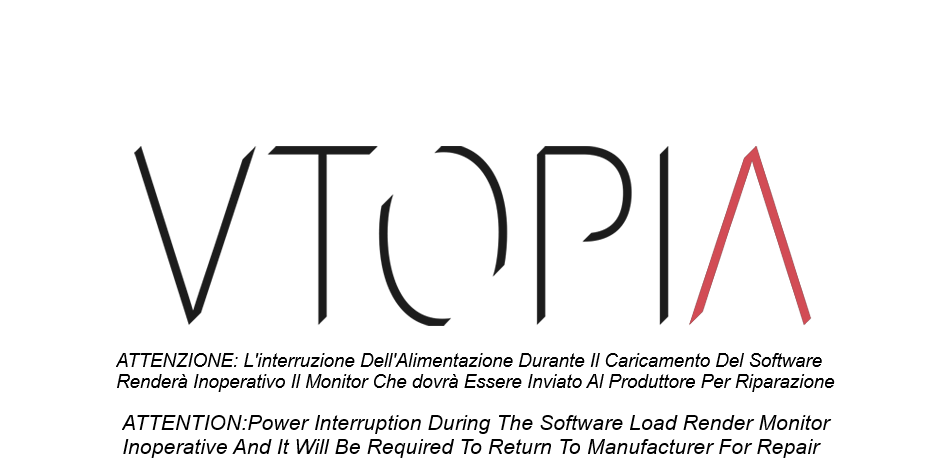 VTOPIA
ATTENZIONE: L'interruzione Dell'Alimentazione Durante Il Caricamento Del Software
Renderà Inoperativo Il Monitor Che dovrà Essere Inviato Al Produttore Per Riparazione
ATTENTION:Power Interruption During The Software Load Render Monitor
Inoperative And It Will Be Required To Return To Manufacturer For Repair